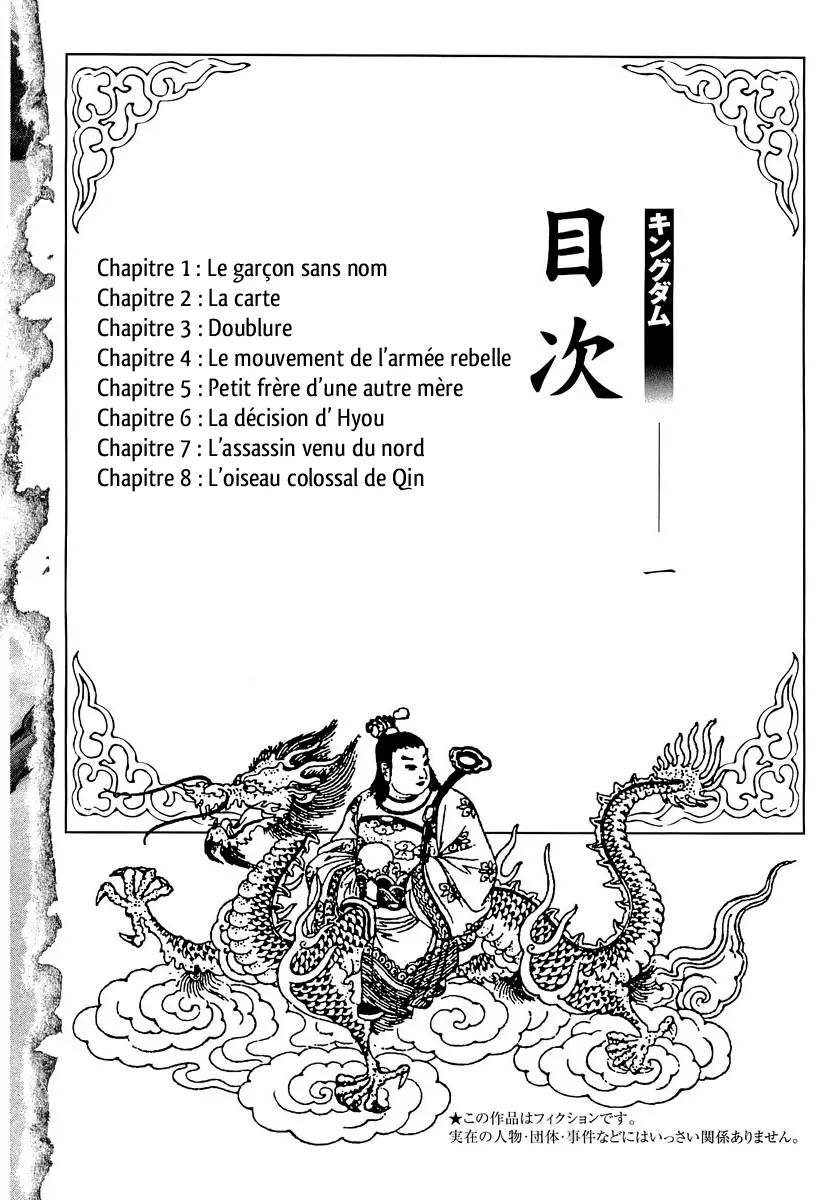 キングダム
一
目次
Chapitre 1 : Le garçon sans nom
Chapitre 2 : La carte
Chapitre 3 : Doublure
Chapitre 4 : Le mouvement de l'armée rebelle
Chapitre 5 : Petit frère d'une autre mère
Chapitre 6 : La décision d' Hyou
Chapitre 7 : L'assassin venu du nord
Chapitre 8 : L'oiseau colossal de Qin
★この作品はフィクションです。
実在の人物・団体・事件などにはいっさい関係ありません。